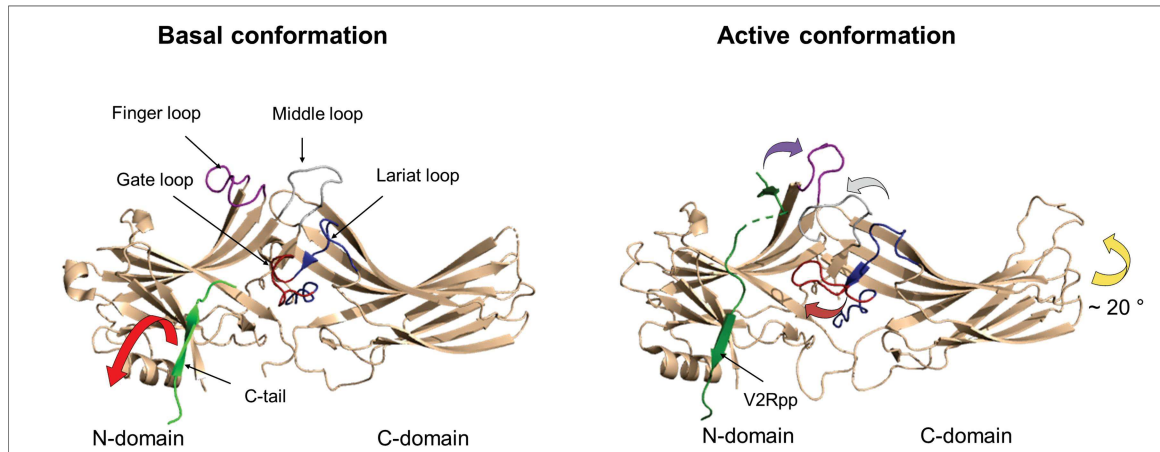 Basal conformation
Active conformation
Finger loop
Middle loop
Gate loop
Lariat loop
C-tail
N-domain
C-domain
~ 20 °
V2Rpp
N-domain
C-domain